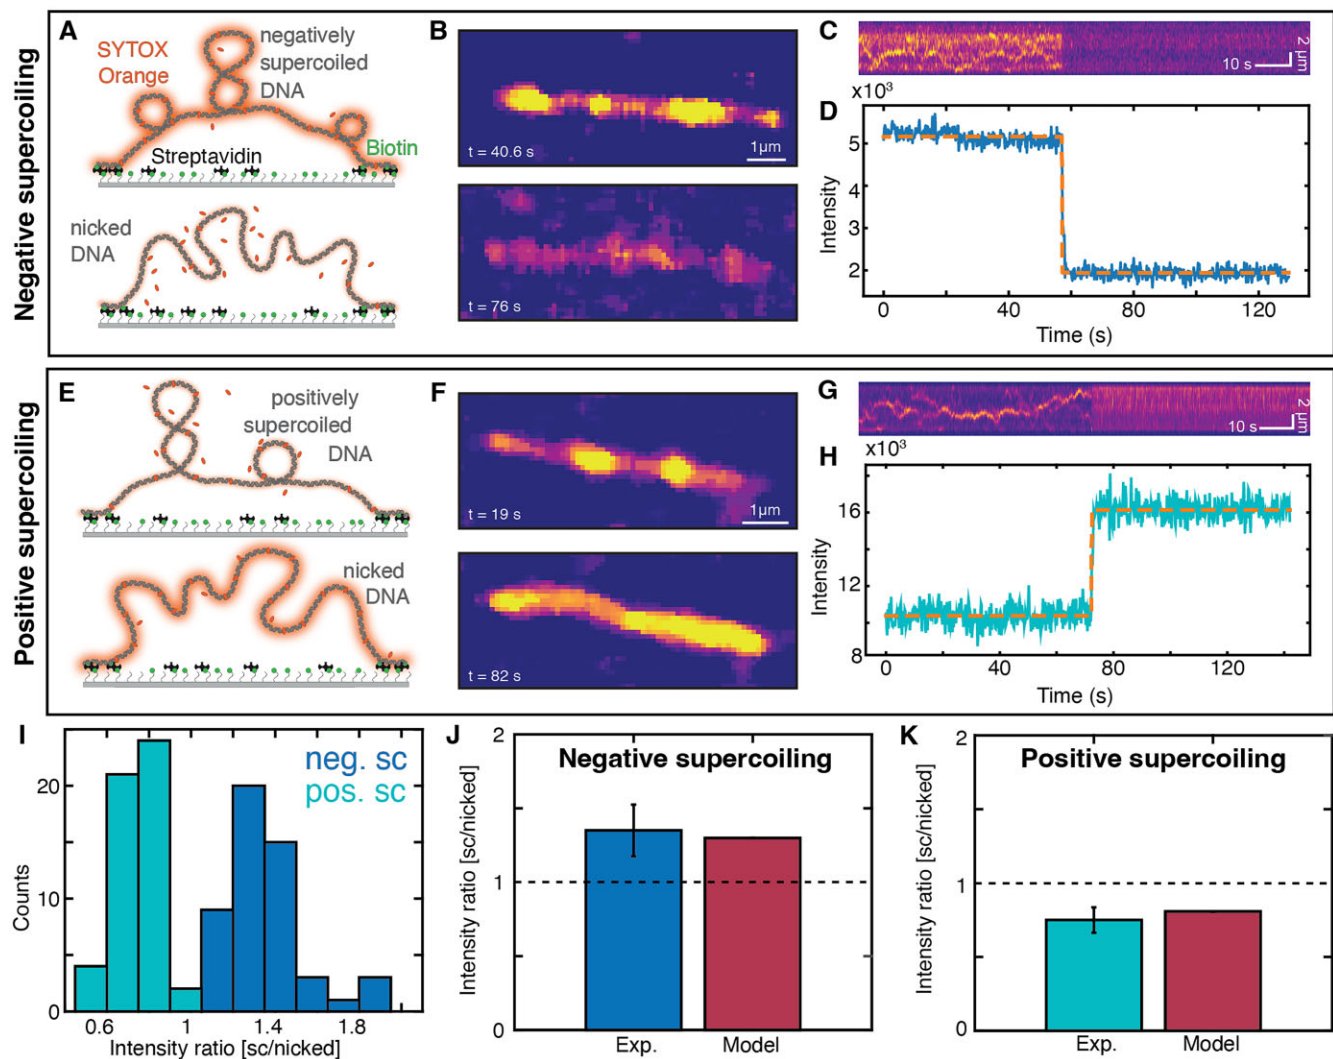 Negative supercoiling
A
SYTOX
Orange
negatively
supercoiled
DNA
Streptavidin
Biotin
nicked
DNA
B
t = 40.6 s
1µm
t = 76 s
C
10 s
2 µm
D
x10³
5
4
3
2
Intensity
0
40
80
120
Time (s)
Positive supercoiling
E
positively
supercoiled
DNA
nicked
DNA
F
t = 19 s
1µm
t = 82 s
G
10 s
2 µm
H
x10³
16
12
8
Intensity
0
40
80
120
Time (s)
I
neg. sc
pos. sc
20
10
0
Counts
0.6
1
1.4
1.8
Intensity ratio [sc/nicked]
J
Negative supercoiling
2
1
0
Intensity ratio [sc/nicked]
Exp.
Model
K
Positive supercoiling
2
1
0
Intensity ratio [sc/nicked]
Exp.
Model